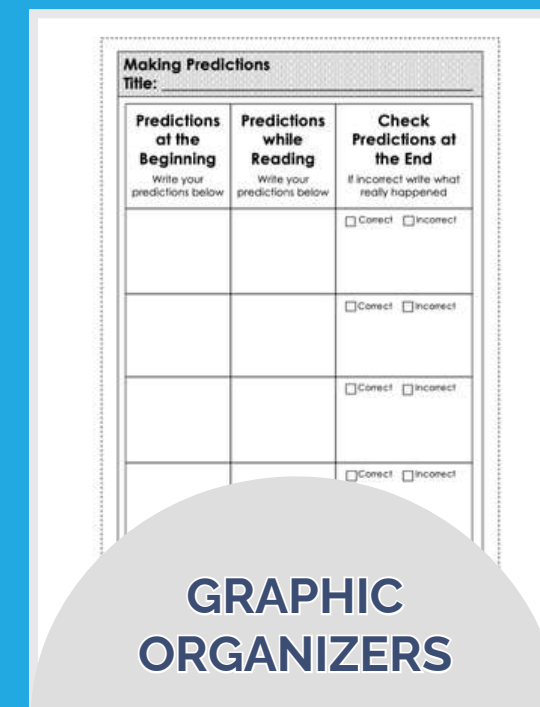 Making Predictions
Title:
Predictions
at the
Beginning
Write your
predictions below
Predictions
while
Reading
Write your
predictions below
Check
Predictions at
the End
If incorrect write what
really happened
Correct Incorrect
Correct Incorrect
Correct Incorrect
Correct Incorrect
GRAPHIC
ORGANIZERS